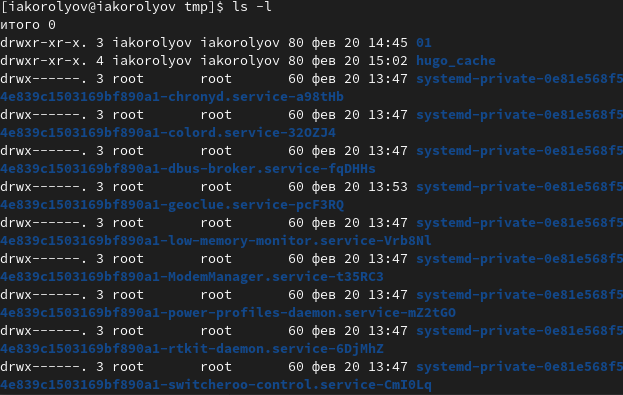 [iakorolyov@iakorolyov tmp]$ ls -l
итого 0
drwxr-xr-x. 3 iakorolyov iakorolyov 80 фев 20 14:45 01
drwxr-xr-x. 4 iakorolyov iakorolyov 80 фев 20 15:02 hugo_cache
drwx------. 3 root       root       60 фев 20 13:47 systemd-private-0e81e568f5
4e839c1503169bf890a1-chronyd.service-a98tHb
drwx------. 3 root       root       60 фев 20 13:47 systemd-private-0e81e568f5
4e839c1503169bf890a1-colord.service-32OZJ4
drwx------. 3 root       root       60 фев 20 13:47 systemd-private-0e81e568f5
4e839c1503169bf890a1-dbus-broker.service-fqDHHs
drwx------. 3 root       root       60 фев 20 13:53 systemd-private-0e81e568f5
4e839c1503169bf890a1-geoclue.service-pcF3RQ
drwx------. 3 root       root       60 фев 20 13:47 systemd-private-0e81e568f5
4e839c1503169bf890a1-low-memory-monitor.service-Vrb8Nl
drwx------. 3 root       root       60 фев 20 13:47 systemd-private-0e81e568f5
4e839c1503169bf890a1-ModemManager.service-t35RC3
drwx------. 3 root       root       60 фев 20 13:47 systemd-private-0e81e568f5
4e839c1503169bf890a1-power-profiles-daemon.service-mZ2tGO
drwx------. 3 root       root       60 фев 20 13:47 systemd-private-0e81e568f5
4e839c1503169bf890a1-rtkit-daemon.service-6DjMhZ
drwx------. 3 root       root       60 фев 20 13:47 systemd-private-0e81e568f5
4e839c1503169bf890a1-switcheroo-control.service-CmI0Lq